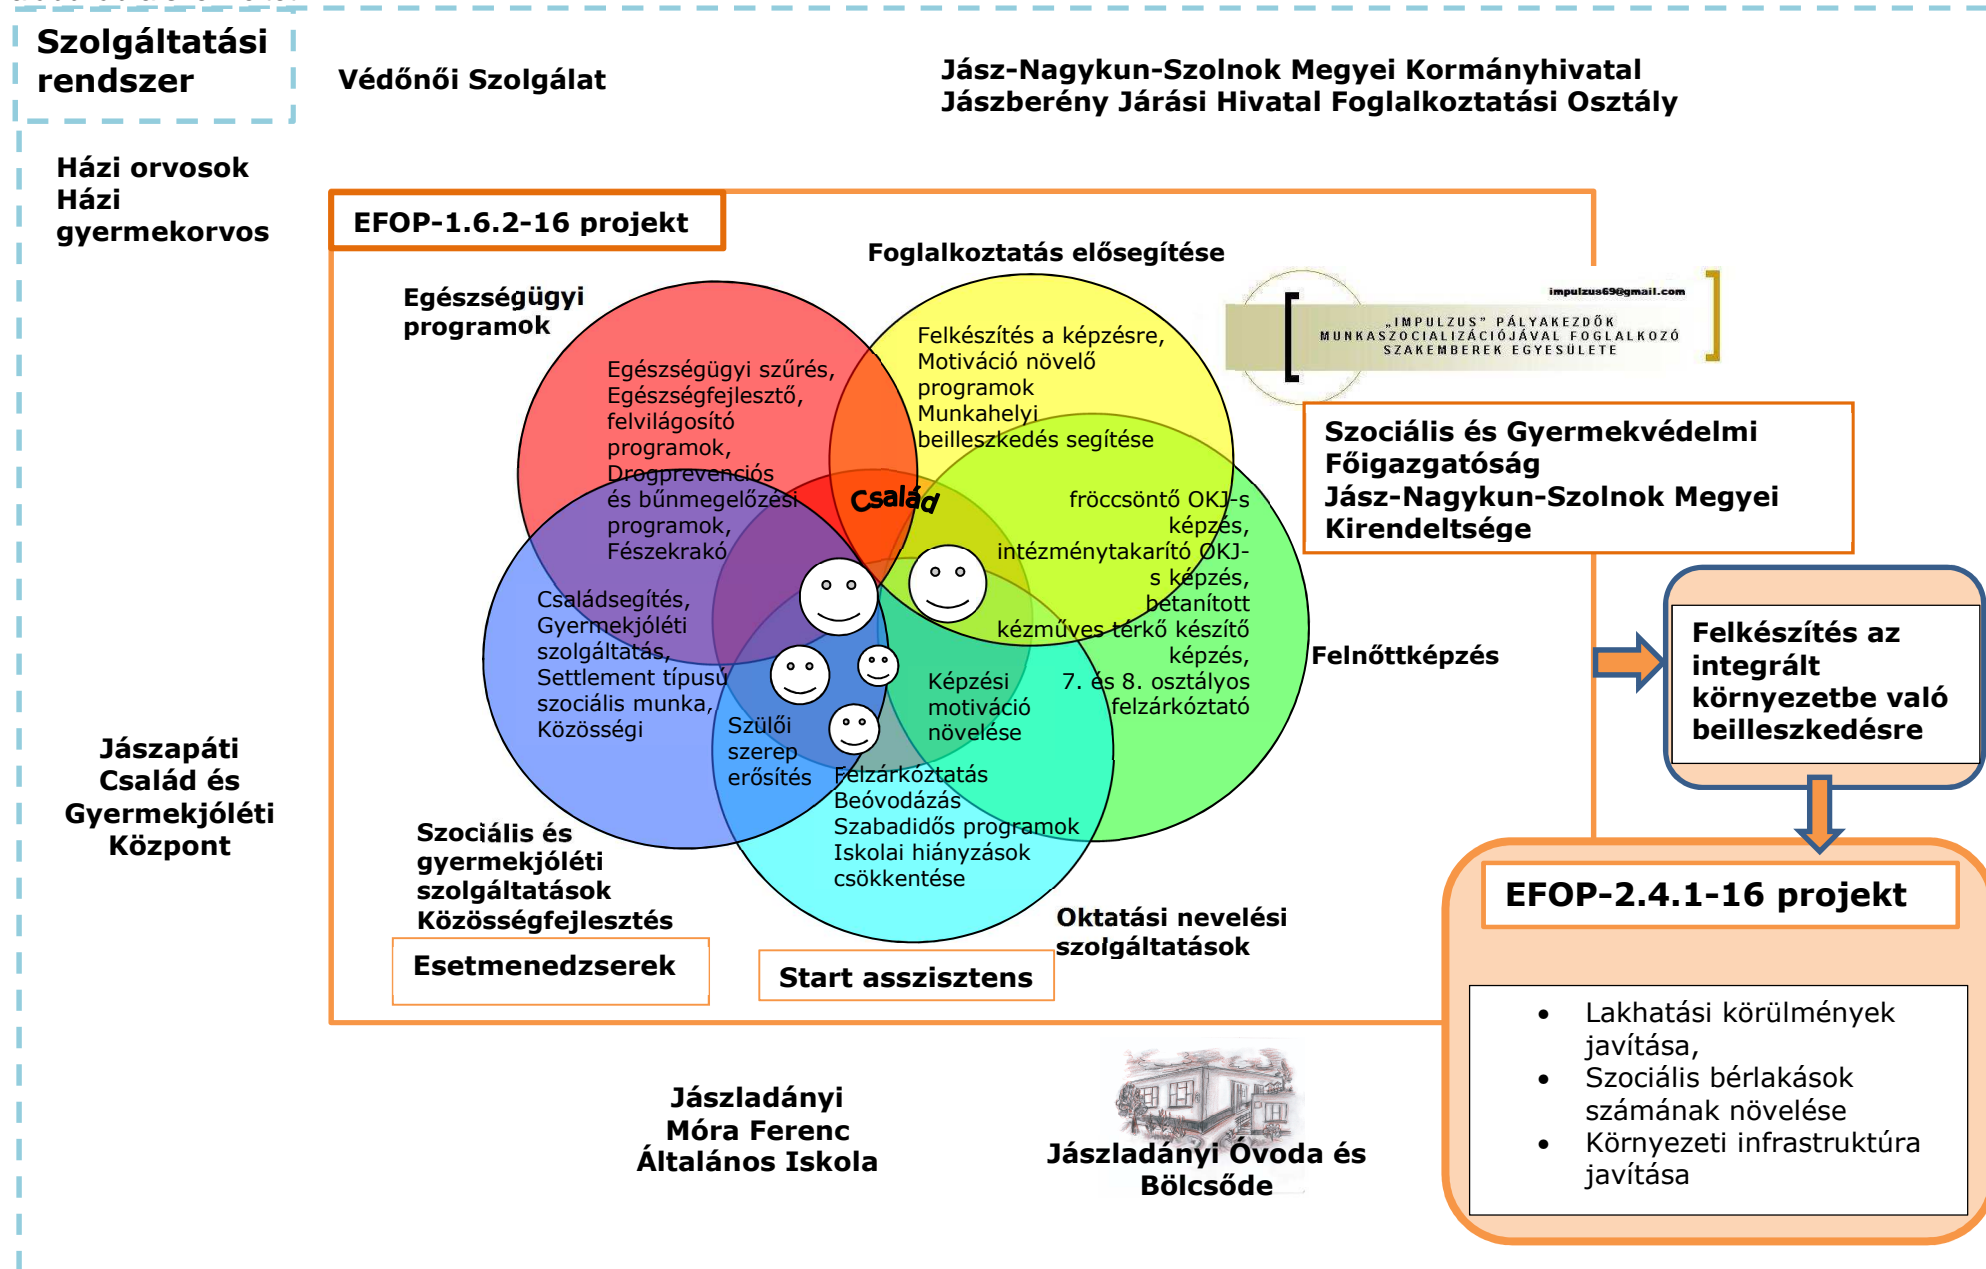 Szolgáltatási
rendszer
Védőnői Szolgálat
Jász-Nagykun-Szolnok Megyei Kormányhivatal
Jászberény Járási Hivatal Foglalkoztatási Osztály
Házi orvosok
Házi
gyermekorvos
EFOP-1.6.2-16 projekt
Foglalkoztatás elősegítése
Egészségügyi
programok
impulzus69@gmail.com
„IMPULZUS” PÁLYAKEZDŐK
MUNKASZOCIALIZÁCIÓJÁVAL FOGLALKOZÓ
SZAKEMBEREK EGYESÜLETE
Felkészítés a képzésre,
Motiváció növelő
programok
Munkahelyi
beilleszkedés segítése
Egészségügyi szűrés,
Egészségfejlesztő,
felvilágosító
programok,
Drogprevenciós
és bűnmegelőzési
programok,
Fészekrakó
Család
Szociális és Gyermekvédelmi
Főigazgatóság
Jász-Nagykun-Szolnok Megyei
Kirendeltsége
fröccsöntő OKJ-s
képzés,
intézménytakarító OKJ-
s képzés,
betanított
kézműves térkő készítő
képzés,
7. és 8. osztályos
felzárkóztató
Családsegítés,
Gyermekjóléti
szolgáltatás,
Settlement típusú
szociális munka,
Közösségi
Felnőttképzés
Felkészítés az
integrált
környezetbe való
beilleszkedésre
Képzési
motiváció
növelése
Szülői
szerep
erősítés
Jászapáti
Család és
Gyermekjóléti
Központ
Felzárkóztatás
Beóvodázás
Szabadidős programok
Iskolai hiányzások
csökkentése
Szociális és
gyermekjóléti
szolgáltatások
Közösségfejlesztés
Oktatási nevelési
szolgáltatások
Esetmenedzserek
Start asszisztens
EFOP-2.4.1-16 projekt
• Lakhatási körülmények
javítása,
• Szociális bérlakások
számának növelése
• Környezeti infrastruktúra
javítása
Jászladányi
Móra Ferenc
Általános Iskola
Jászladányi Óvoda és
Bölcsőde